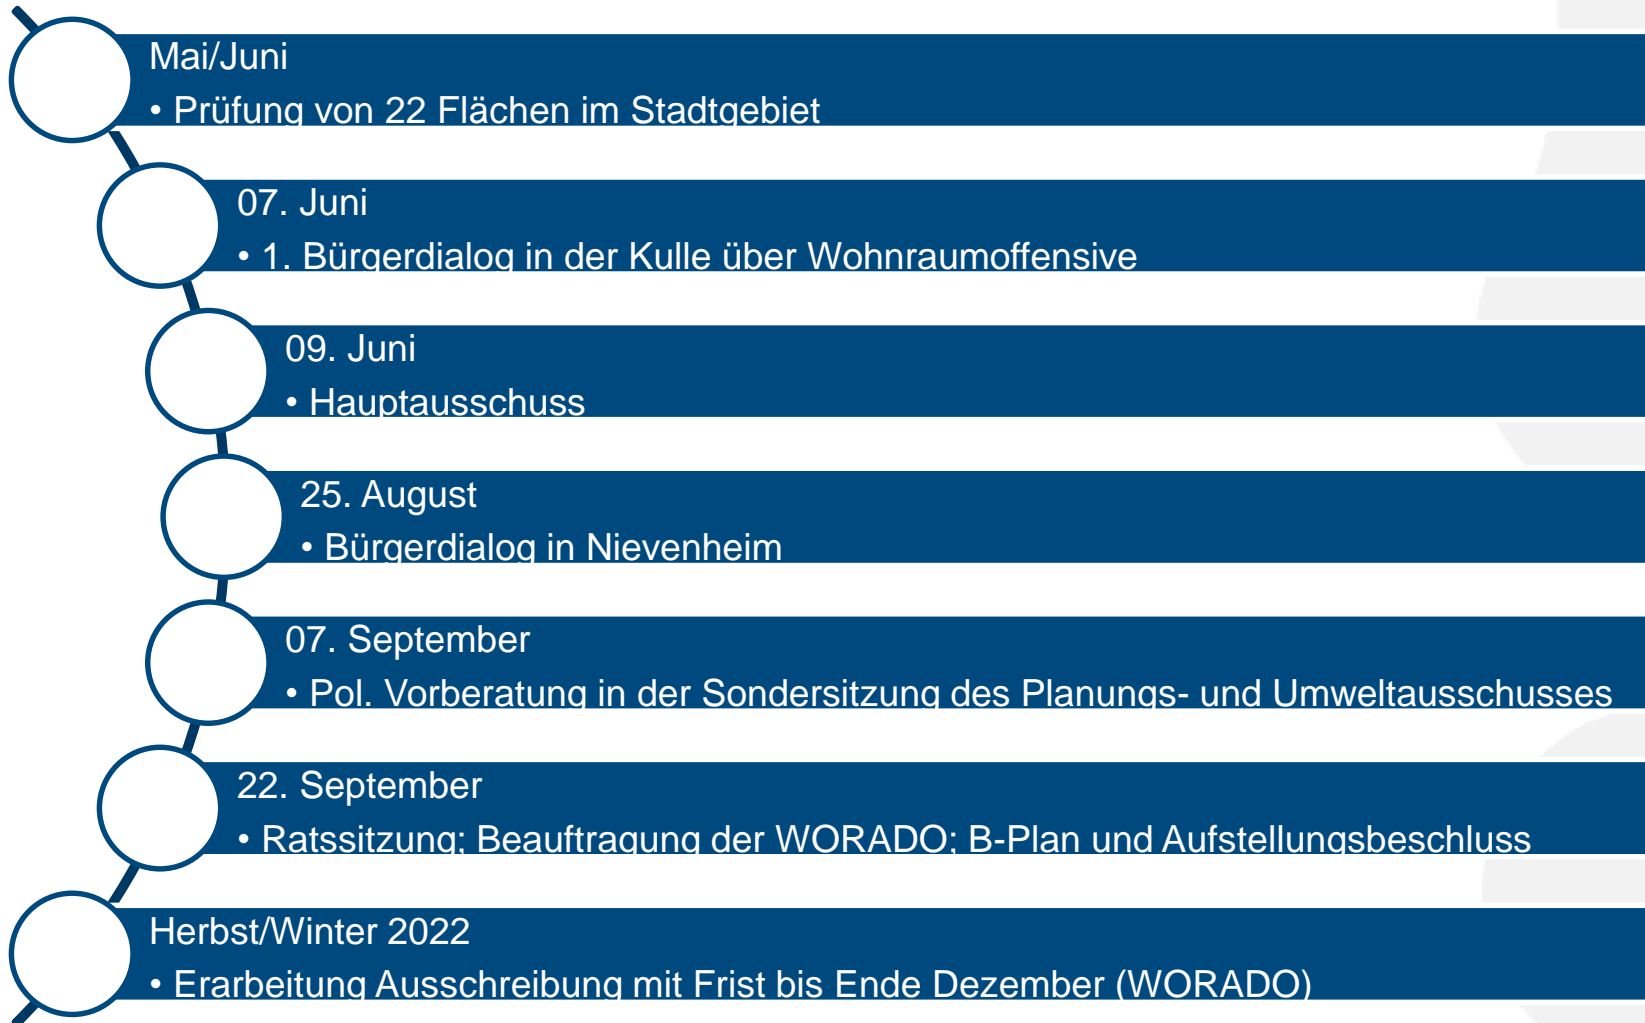 Mai/Juni
• Prüfung von 22 Flächen im Stadtgebiet
07. Juni
• 1. Bürgerdialog in der Kulle über Wohnraumoffensive
09. Juni
• Hauptausschuss
25. August
• Bürgerdialog in Nievenheim
07. September
• Pol. Vorberatung in der Sondersitzung des Planungs- und Umweltausschusses
22. September
• Ratssitzung; Beauftragung der WORADO; B-Plan und Aufstellungsbeschluss
Herbst/Winter 2022
• Erarbeitung Ausschreibung mit Frist bis Ende Dezember (WORADO)